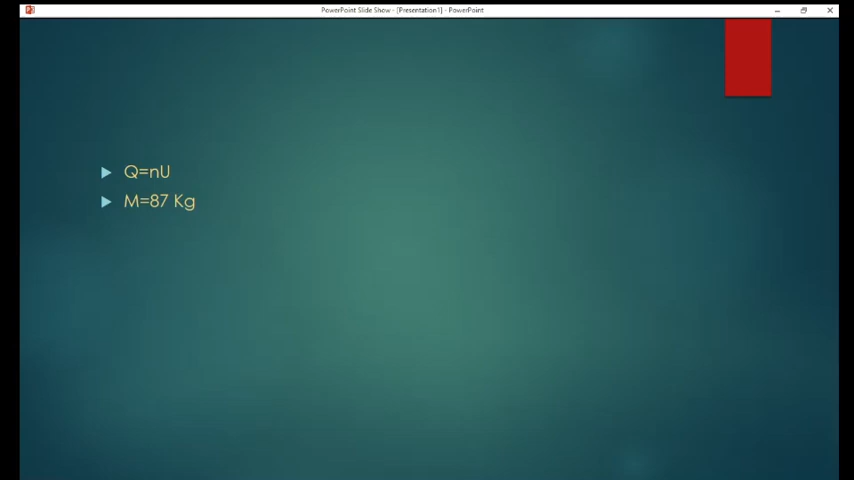 PowerPoint Slide Show - [Presentation1] - PowerPoint
Q=nU
M=87 Kg